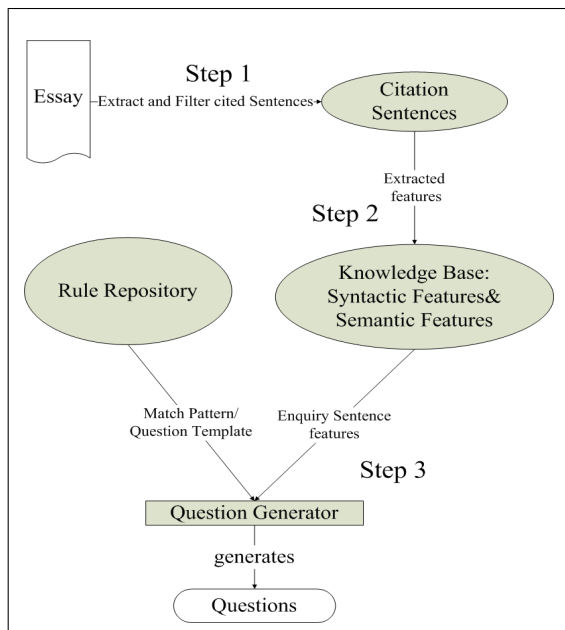 Step 1
Essay
Extract and Filter cited Sentences
Citation
Sentences
Extracted
features
Step 2
Rule Repository
Knowledge Base:
Syntactic Features&
Semantic Features
Match Pattern/
Question Template
Enquiry Sentence
features
Step 3
Question Generator
generates
Questions